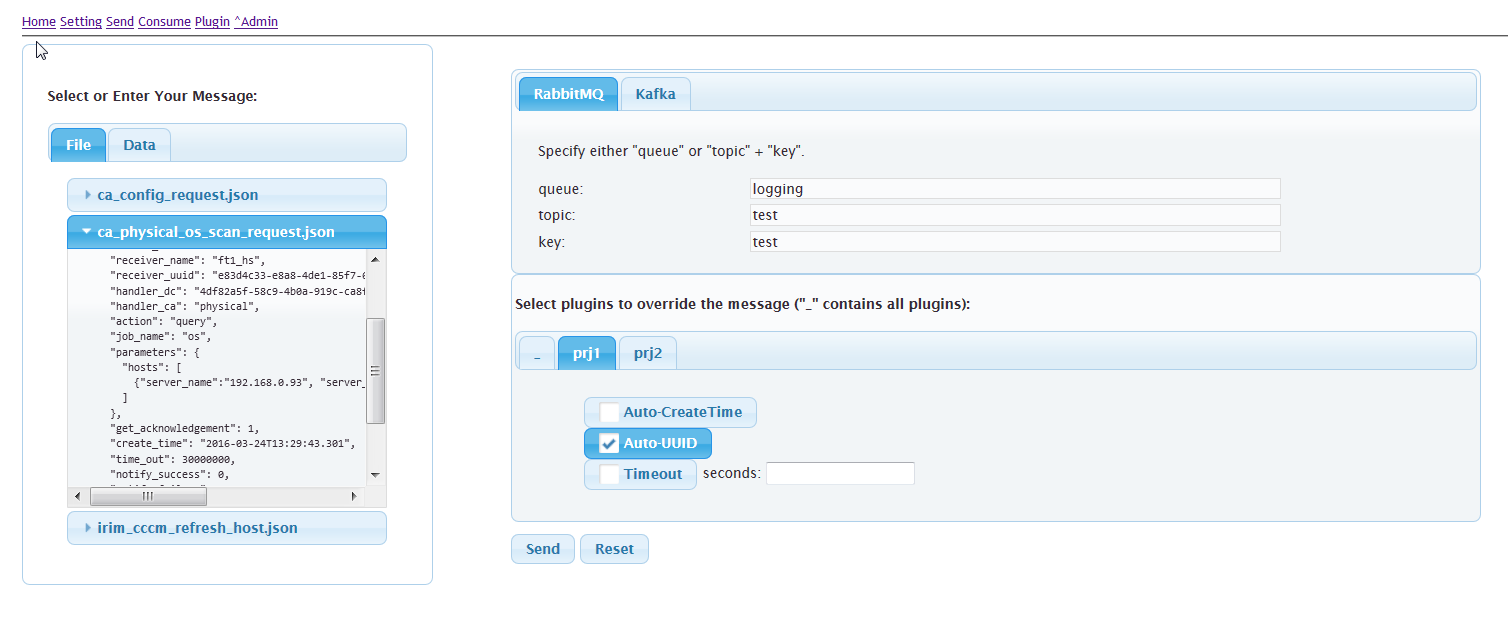 Home Setting Send Consume Plugin ^Admin
Select or Enter Your Message:
File Data
ca_config_request.json
ca_physical_os_scan_request.json
"receiver_name": "ft1_hs",
"receiver_uuid": "e83d4c33-e8a8-4de1-85f7-
"handler_dc": "4df82a5f-58c9-4b0a-919c-ca8
"handler_ca": "physical",
"action": "query",
"job_name": "os",
"parameters": {
"hosts": [
{"server_name":"192.168.0.93", "server_
]
},
"get_acknowledgement": 1,
"create_time": "2016-03-24T13:29:43.301",
"time_out": 30000000,
"notify_success": 0,
irim_cccm_refresh_host.json
RabbitMQ Kafka
Specify either "queue" or "topic" + "key".
queue: logging
topic: test
key: test
Select plugins to override the message ("_" contains all plugins):
_ prj1 prj2
Auto-CreateTime
Auto-UUID
Timeout seconds:
Send Reset